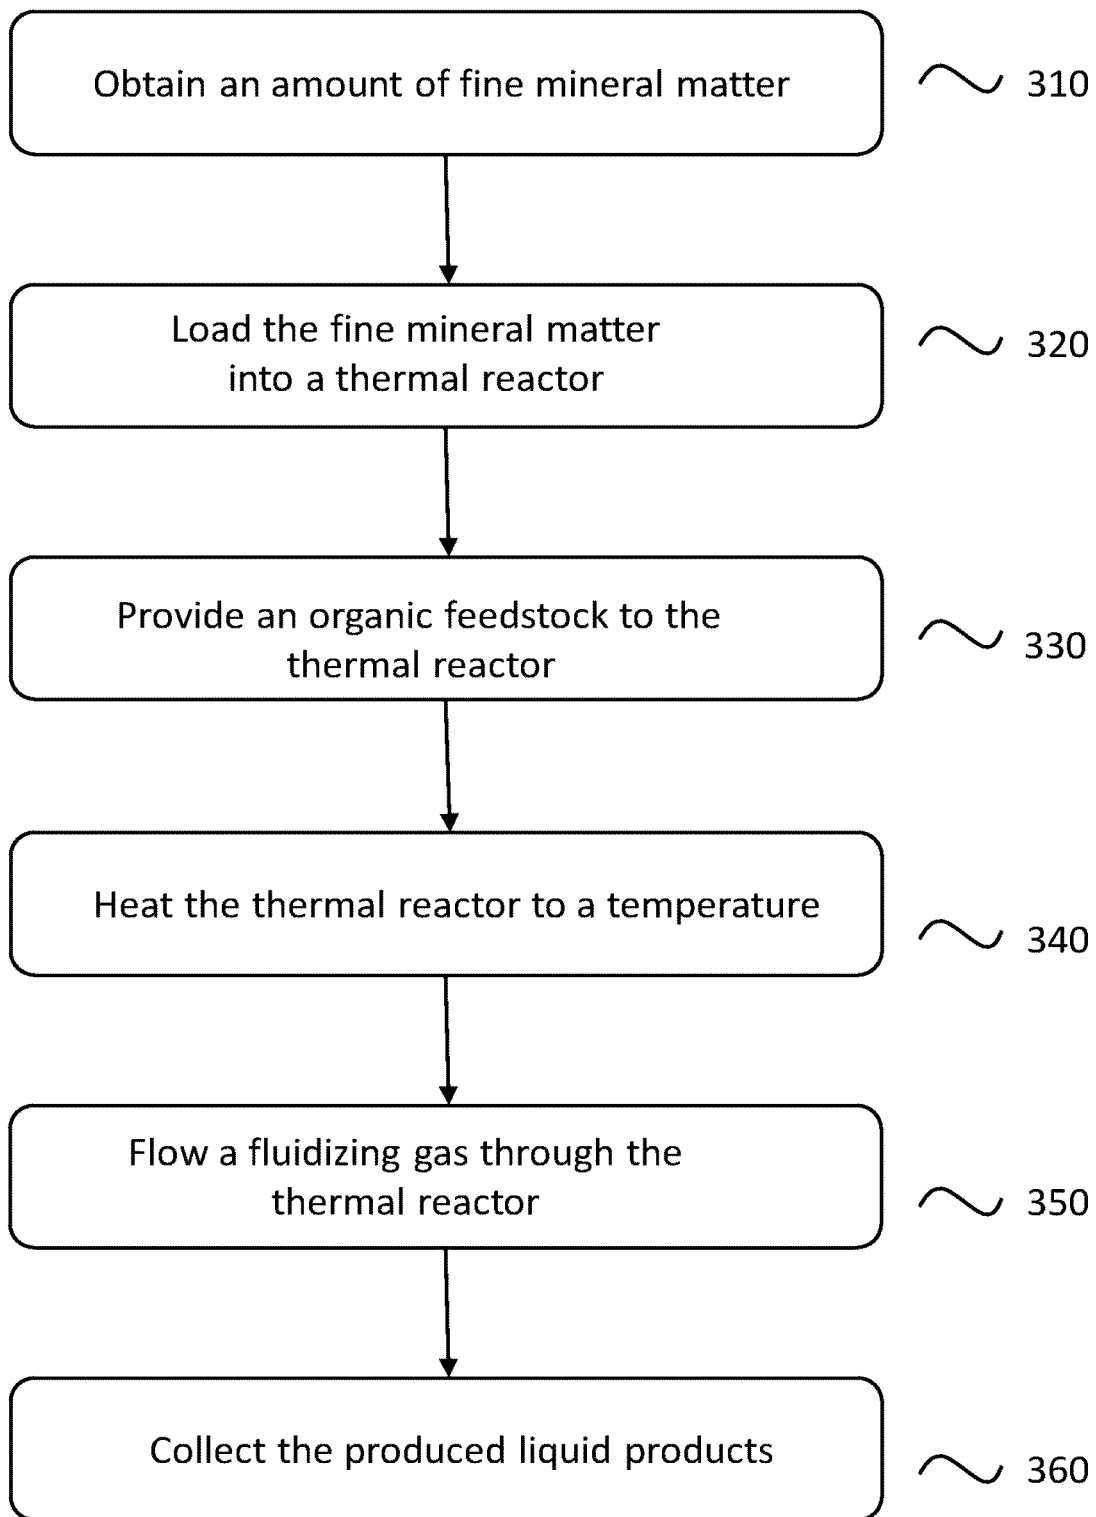 Obtain an amount of fine mineral matter
310
Load the fine mineral matter
into a thermal reactor
320
Provide an organic feedstock to the
thermal reactor
330
Heat the thermal reactor to a temperature
340
Flow a fluidizing gas through the
thermal reactor
350
Collect the produced liquid products
360